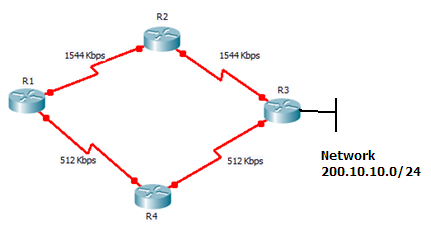 R2
1544 Kbps
1544 Kbps
R1
R3
512 Kbps
512 Kbps
R4
Network
200.10.10.0/24